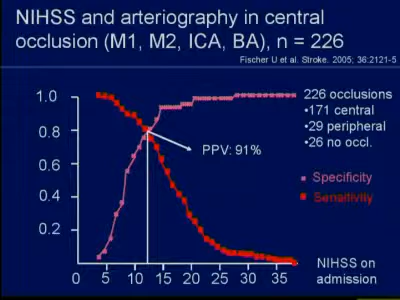 NIHSS and arteriography in central
occlusion (M1, M2, ICA, BA), n = 226
Fischer U et al. Stroke. 2005; 36:2121-5
226 occlusions
•171 central
•29 peripheral
•26 no occl.
1.0
0.8
0.6
0.4
0.2
PPV: 91%
Specificity
Sensitivity
0 5 10 15 20 25 30 35
NIHSS on
admission